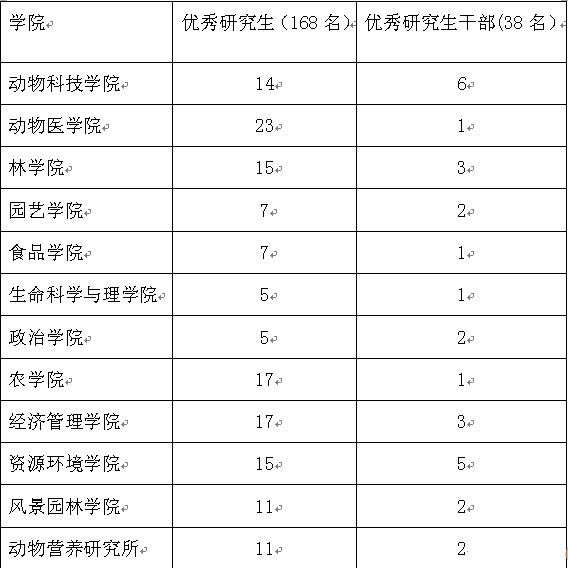 学院 优秀研究生（168 名） 优秀研究生干部(38 名）
动物科技学院 14 6
动物医学院 23 1
林学院 15 3
园艺学院 7 2
食品学院 7 1
生命科学与理学院 5 1
政治学院 5 2
农学院 17 1
经济管理学院 17 3
资源环境学院 15 5
风景园林学院 11 2
动物营养研究所 11 2